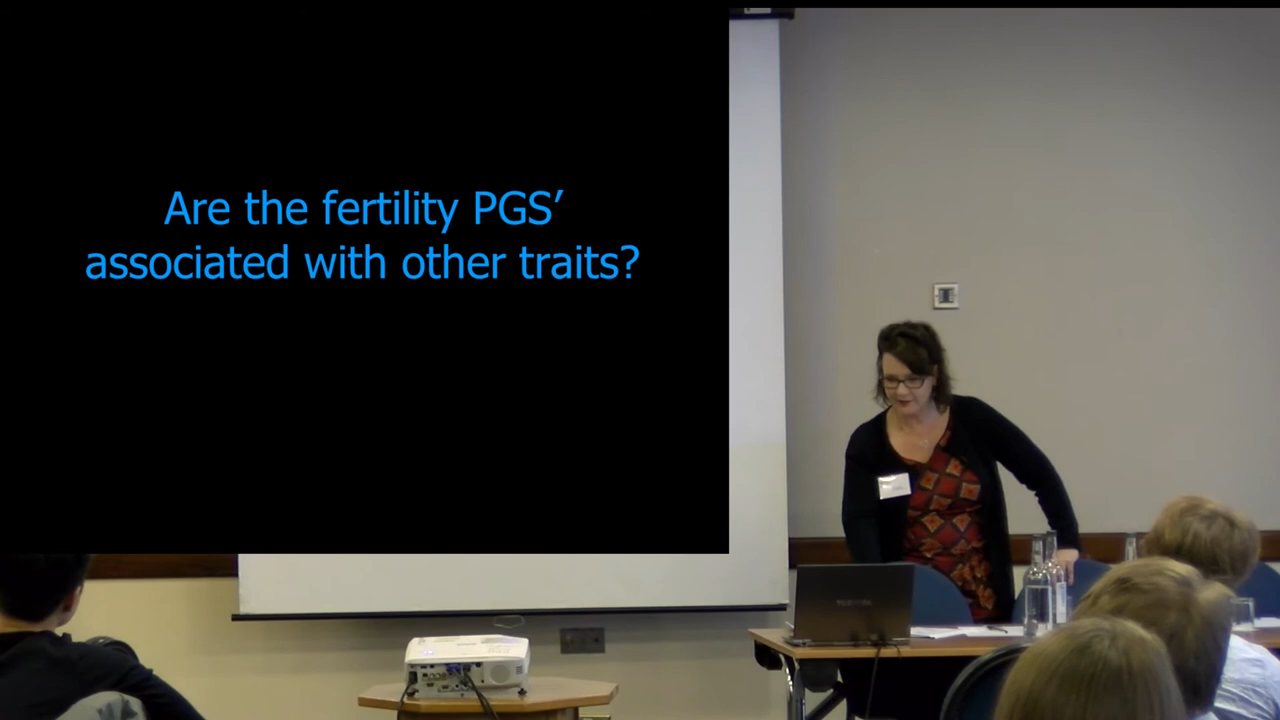 Are the fertility PGS’
associated with other traits?